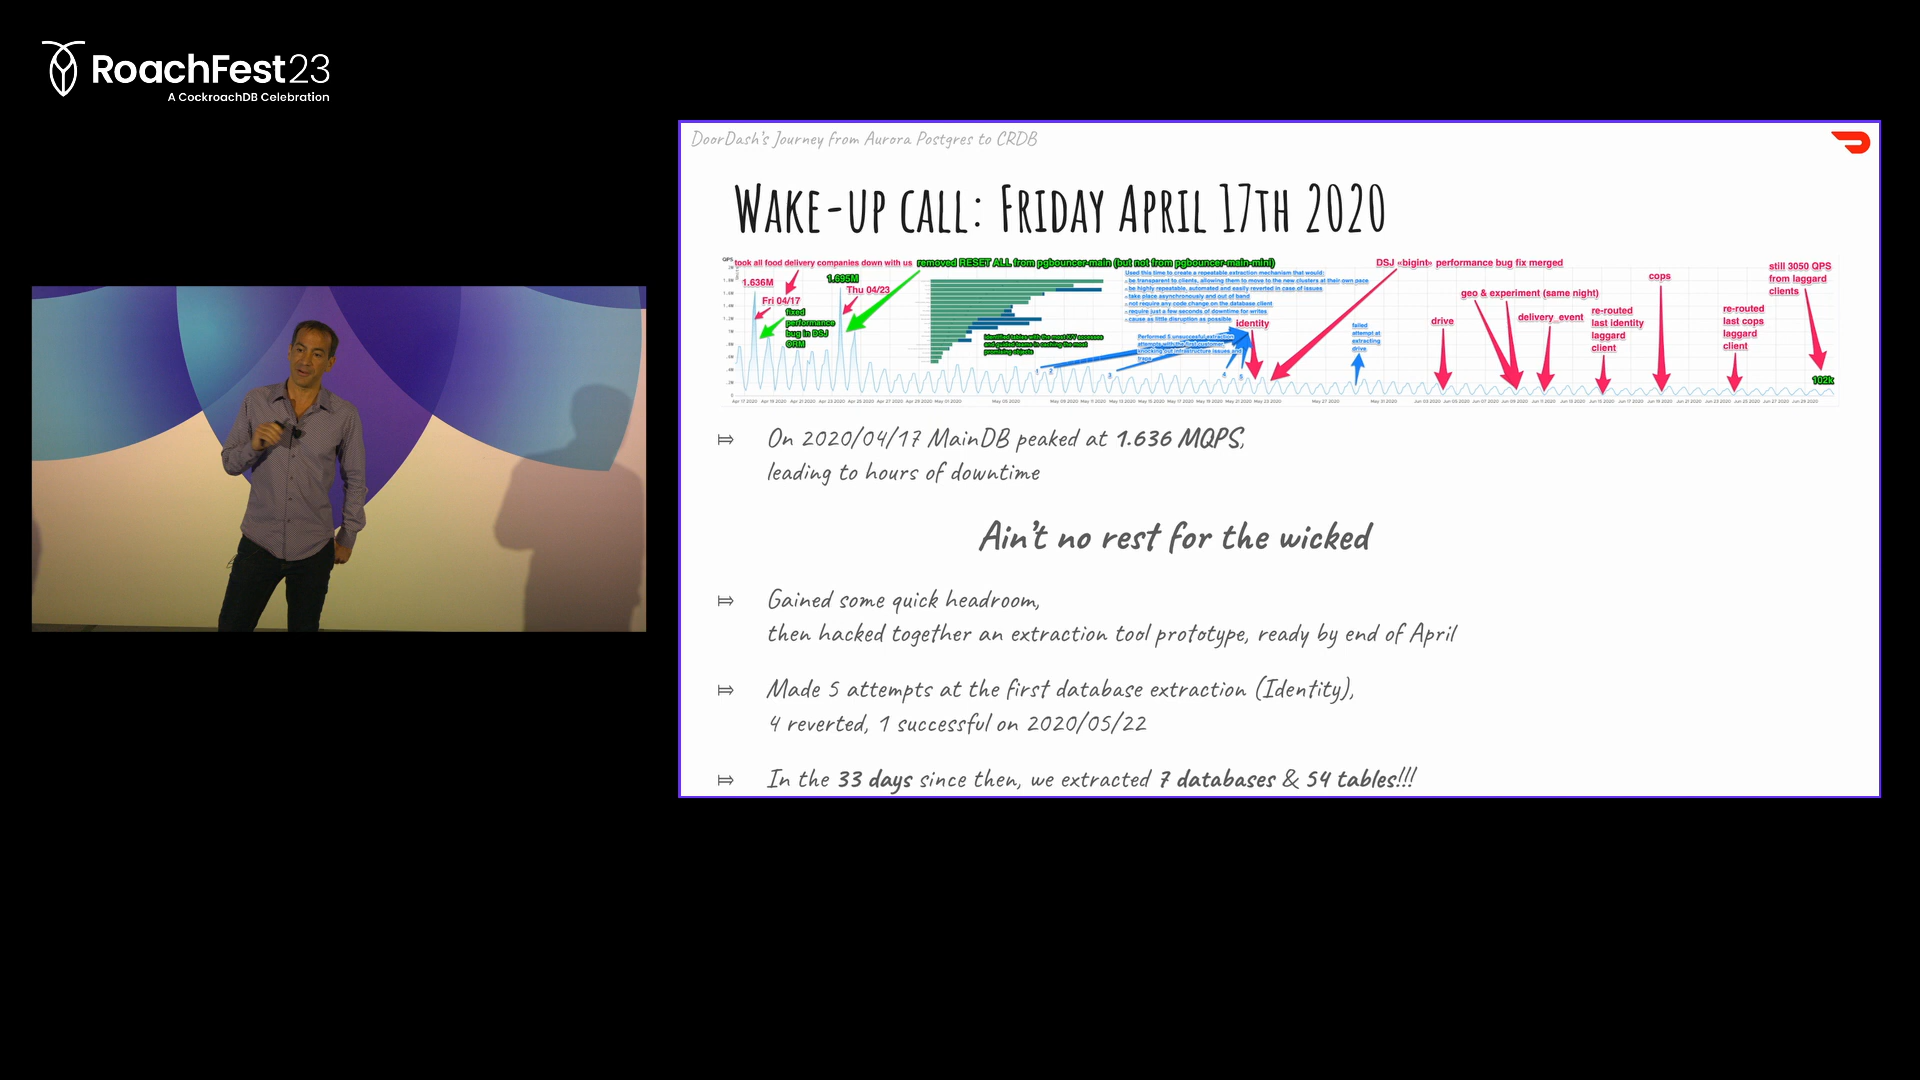 RoachFest23
A CockroachDB Celebration
DoorDash's Journey from Aurora Postgres to CRDB
Wake-up call: Friday April 17th 2020
QPS
took all food delivery companies down with us
removed RESET ALL from pgbouncer-main (but not from pgbouncer-main-mini)
1.636M
Fri 04/17
fixed
performance
bug in DSJ
ORM
1.695M
Thu 04/23
Used this time to create a repeatable extraction mechanism that would:
- be transparent to clients, allowing them to move to the new clusters at their own pace
- be highly repeatable, automated and easily reverted in case of issues
- take place asynchronously and out of band
- not require any code change on the database client
- require just a few seconds of downtime for writes
- cause as little disruption as possible
identity
DSJ «bigint» performance bug fix merged
failed
attempt at
extracting
drive
drive
geo & experiment (same night)
delivery_event
re-routed
last identity
laggard
client
cops
re-routed
last cops
laggard
client
still 3050 QPS
from laggard
clients
102k
On 2020/04/17 MainDB peaked at 1.636 MQPS,
leading to hours of downtime
Ain't no rest for the wicked
Gained some quick headroom,
then hacked together an extraction tool prototype, ready by end of April
Made 5 attempts at the first database extraction (Identity),
4 reverted, 1 successful on 2020/05/22
In the 33 days since then, we extracted 7 databases & 54 tables!!!